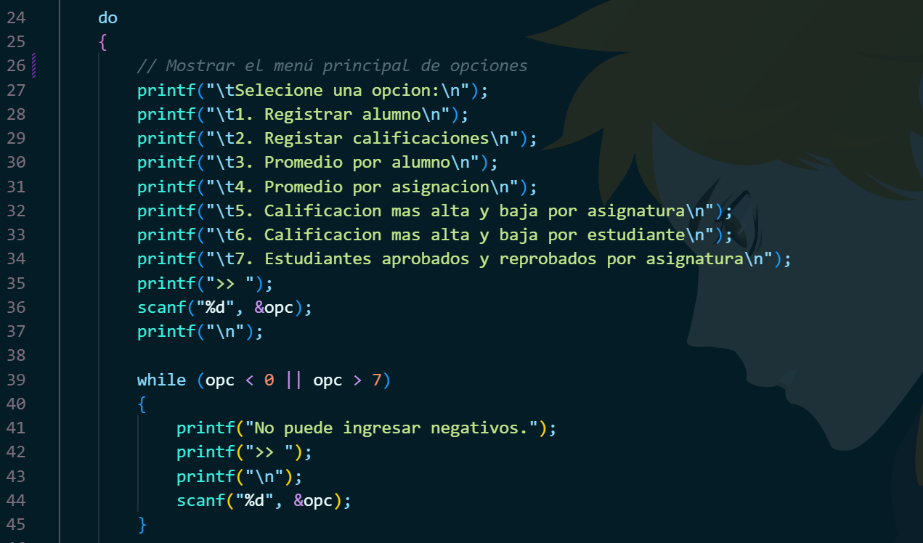 24 do
25 {
26 // Mostrar el menú principal de opciones
27 printf("\tSelecione una opcion:\n");
28 printf("\t1. Registrar alumno\n");
29 printf("\t2. Registar calificaciones\n");
30 printf("\t3. Promedio por alumno\n");
31 printf("\t4. Promedio por asignacion\n");
32 printf("\t5. Calificacion mas alta y baja por asignatura\n");
33 printf("\t6. Calificacion mas alta y baja por estudiante\n");
34 printf("\t7. Estudiantes aprobados y reprobados por asignatura\n");
35 printf(">> ");
36 scanf("%d", &opc);
37 printf("\n");
38
39 while (opc < 0 || opc > 7)
40 {
41 printf("No puede ingresar negativos.");
42 printf(">> ");
43 printf("\n");
44 scanf("%d", &opc);
45 }